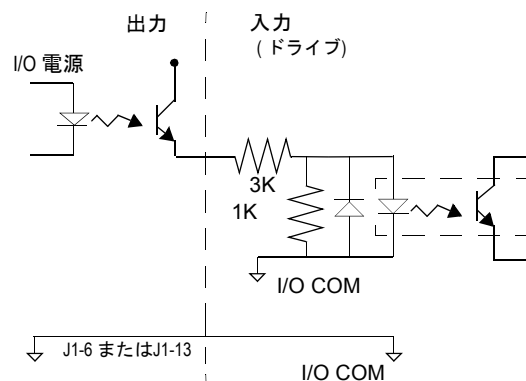 出力
入力
( ドライブ)
I/O 電源
3K
1K
I/O COM
J1-6 またはJ1-13
I/O COM